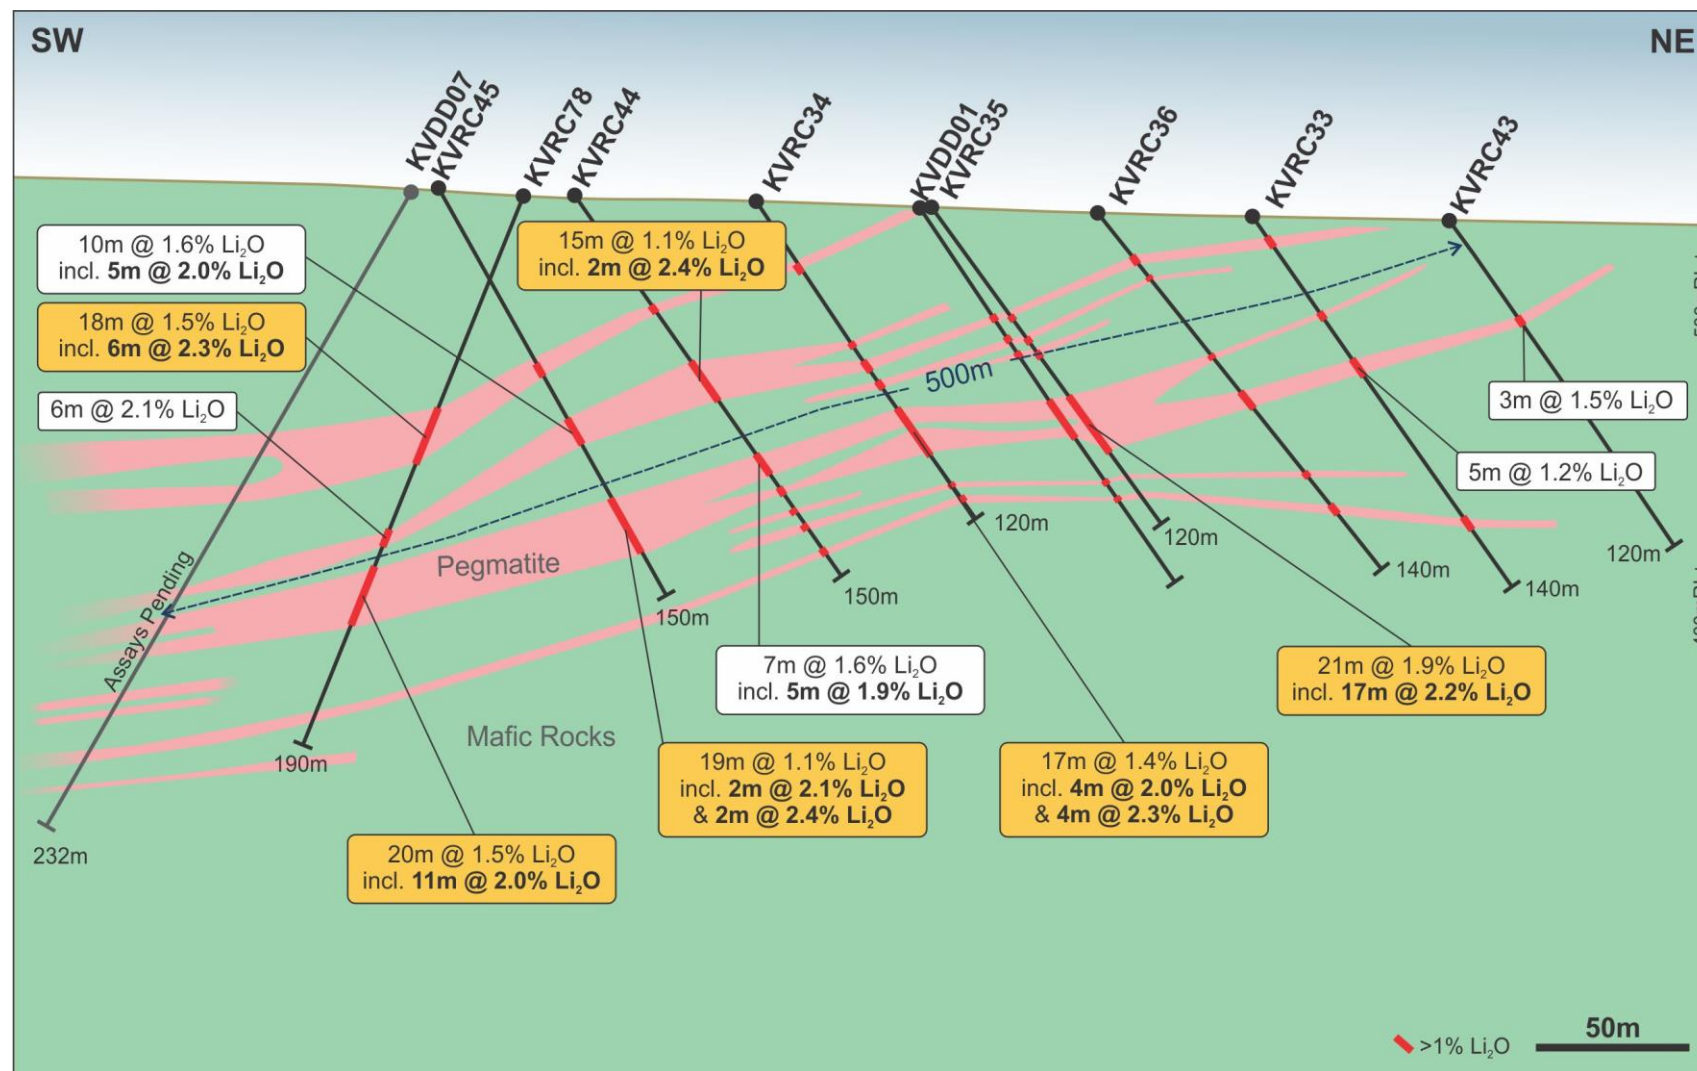 SW
NE
KVDD07
KVRC45
KVRC78
KVRC44
KVRC34
KVDD01
KVRC35
KVRC36
KVRC33
KVRC43
10m @ 1.6% Li₂O
incl. 5m @ 2.0% Li₂O
15m @ 1.1% Li₂O
incl. 2m @ 2.4% Li₂O
18m @ 1.5% Li₂O
incl. 6m @ 2.3% Li₂O
6m @ 2.1% Li₂O
500m
3m @ 1.5% Li₂O
5m @ 1.2% Li₂O
Pegmatite
Assays Pending
120m
120m
120m
140m
140m
150m
150m
7m @ 1.6% Li₂O
incl. 5m @ 1.9% Li₂O
21m @ 1.9% Li₂O
incl. 17m @ 2.2% Li₂O
Mafic Rocks
190m
19m @ 1.1% Li₂O
incl. 2m @ 2.1% Li₂O
& 2m @ 2.4% Li₂O
17m @ 1.4% Li₂O
incl. 4m @ 2.0% Li₂O
& 4m @ 2.3% Li₂O
232m
20m @ 1.5% Li₂O
incl. 11m @ 2.0% Li₂O
>1% Li₂O
50m